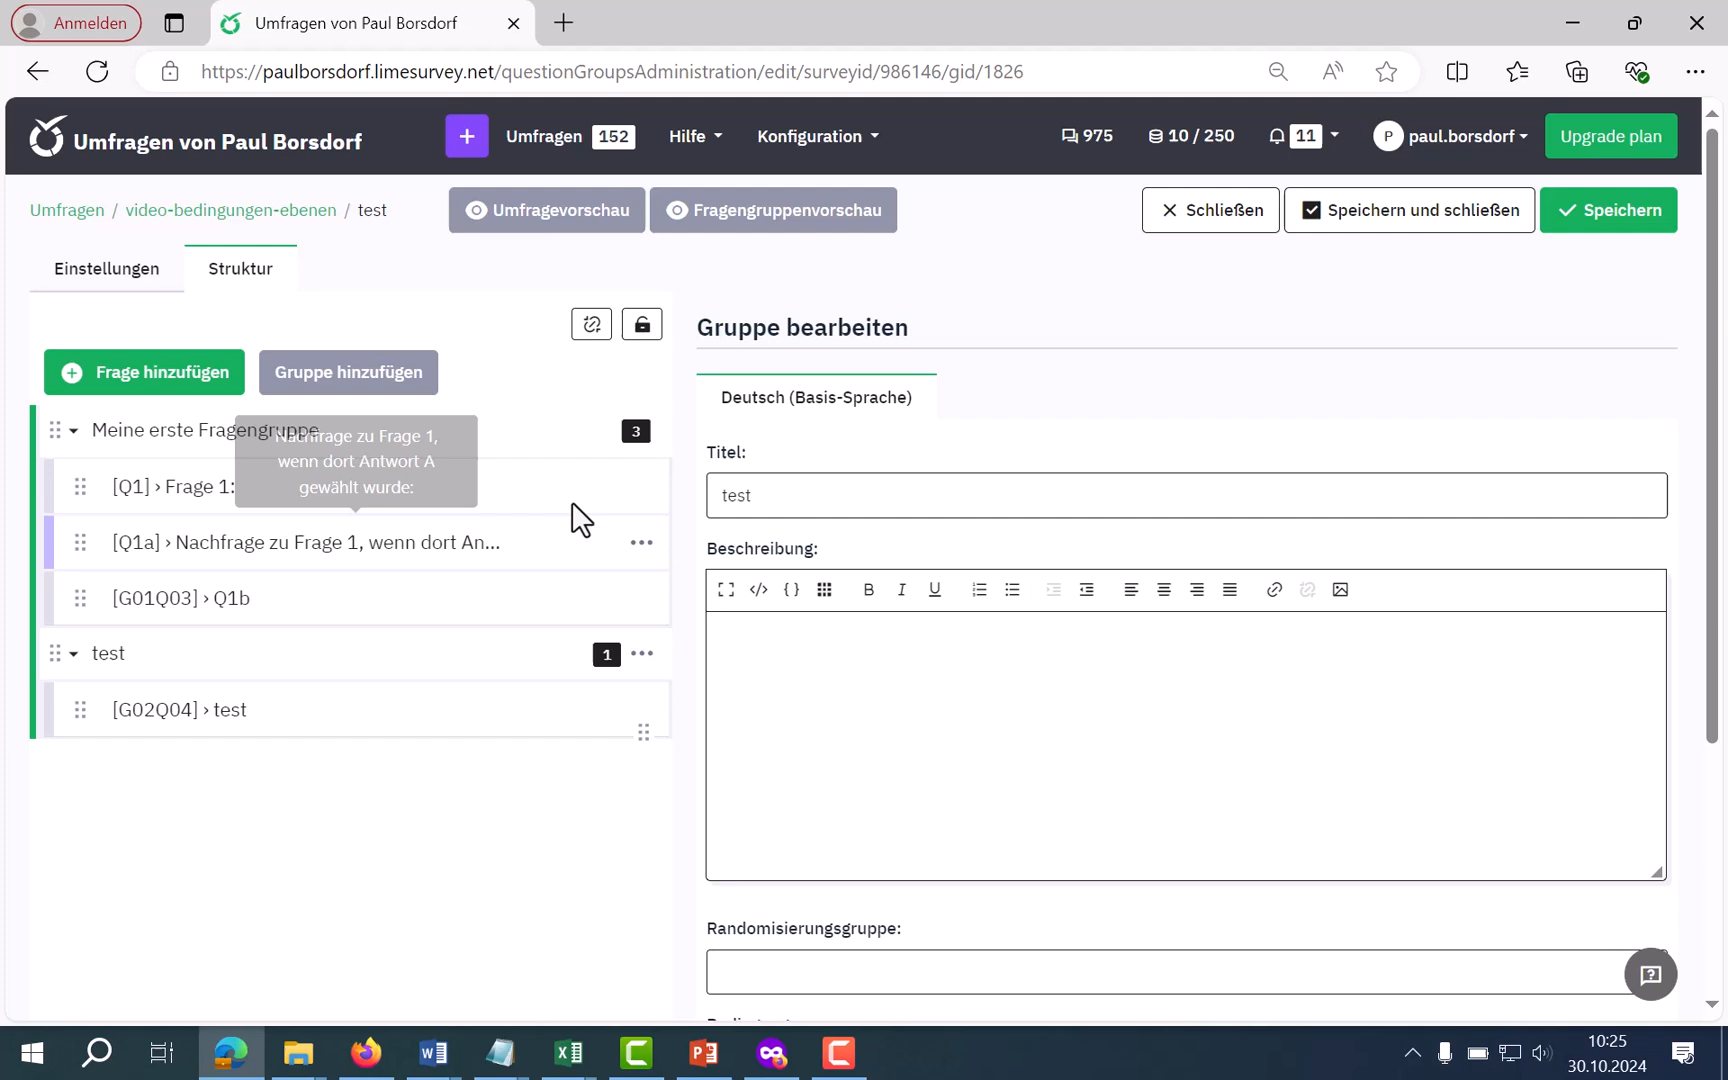 Anmelden
Umfragen von Paul Borsdorf
https://paulborsdorf.limesurvey.net/questionGroupsAdministration/edit/surveyid/986146/gid/1826
Umfragen von Paul Borsdorf
Umfragen 152
Hilfe
Konfiguration
975
10 / 250
11
P paul.borsdorf
Upgrade plan
Umfragen / video-bedingungen-ebenen / test
Umfragevorschau
Fragengruppenvorschau
Schließen
Speichern und schließen
Speichern
Einstellungen
Struktur
Frage hinzufügen
Gruppe hinzufügen
Meine erste Fragengruppe
3
Nachfrage zu Frage 1,
wenn dort Antwort A
gewählt wurde:
[Q1] › Frage 1:
[Q1a] › Nachfrage zu Frage 1, wenn dort An...
[G01Q03] › Q1b
test
1
[G02Q04] › test
Gruppe bearbeiten
Deutsch (Basis-Sprache)
Titel:
test
Beschreibung:
B I U
Randomisierungsgruppe:
10:25
30.10.2024